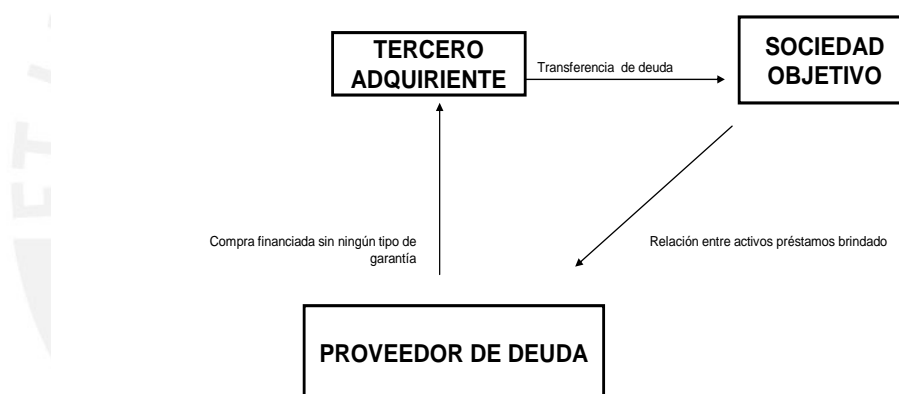 TERCERO
ADQUIRIENTE
Transferencia de deuda
SOCIEDAD
OBJETIVO
Compra financiada sin ningún tipo de
garantía
Relación entre activos préstamos brindado
PROVEEDOR DE DEUDA